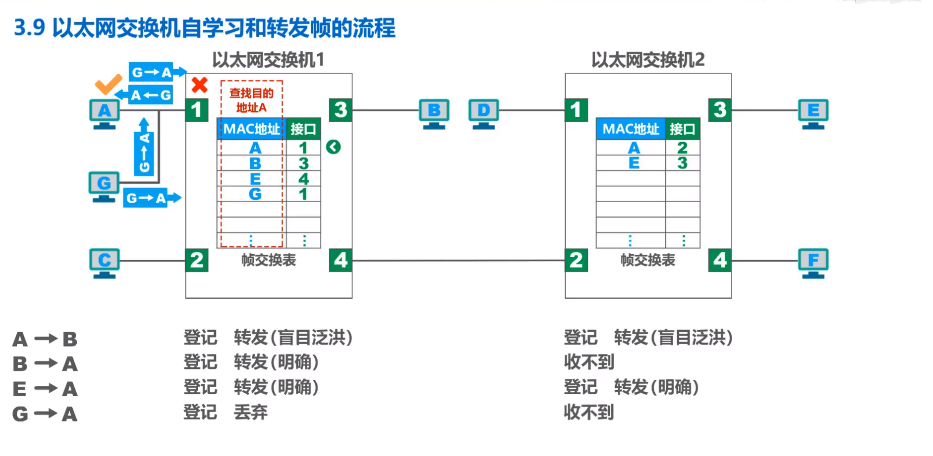 3.9 以太网交换机自学习和转发帧的流程
以太网交换机1
以太网交换机2
G→A
A←G
G→A
G→A
查找目的
地址A
A
G
C
B
D
E
F
1
2
3
4
MAC地址 接口
A 1
B 3
E 4
G 1
⋮ ⋮
帧交换表
1
2
3
4
MAC地址 接口
A 2
E 3
⋮ ⋮
帧交换表
A→B 登记 转发(盲目泛洪) 登记 转发(盲目泛洪)
B→A 登记 转发(明确) 收不到
E→A 登记 转发(明确) 登记 转发(明确)
G→A 登记 丢弃 收不到